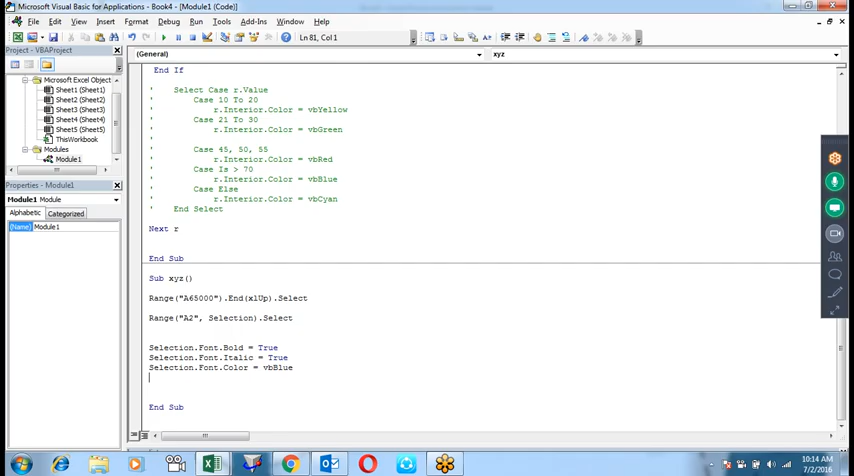 Microsoft Visual Basic for Applications - Book4 - [Module1 (Code)]
File Edit View Insert Format Debug Run Tools Add-Ins Window Help
Ln 81, Col 1
Project - VBAProject
(General)
xyz
Microsoft Excel Object
Sheet1 (Sheet1)
Sheet2 (Sheet2)
Sheet3 (Sheet3)
Sheet4 (Sheet4)
Sheet5 (Sheet5)
ThisWorkbook
Modules
Module1
Properties - Module1
Module1 Module
Alphabetic Categorized
(Name) Module1
End If
' Select Case r.Value
' Case 10 To 20
' r.Interior.Color = vbYellow
' Case 21 To 30
' r.Interior.Color = vbGreen
'
' Case 45, 50, 55
' r.Interior.Color = vbRed
' Case Is > 70
' r.Interior.Color = vbBlue
' Case Else
' r.Interior.Color = vbCyan
' End Select
Next r
End Sub
Sub xyz()
Range("A65000").End(xlUp).Select
Range("A2", Selection).Select
Selection.Font.Bold = True
Selection.Font.Italic = True
Selection.Font.Color = vbBlue
End Sub
10:14 AM
7/2/2016